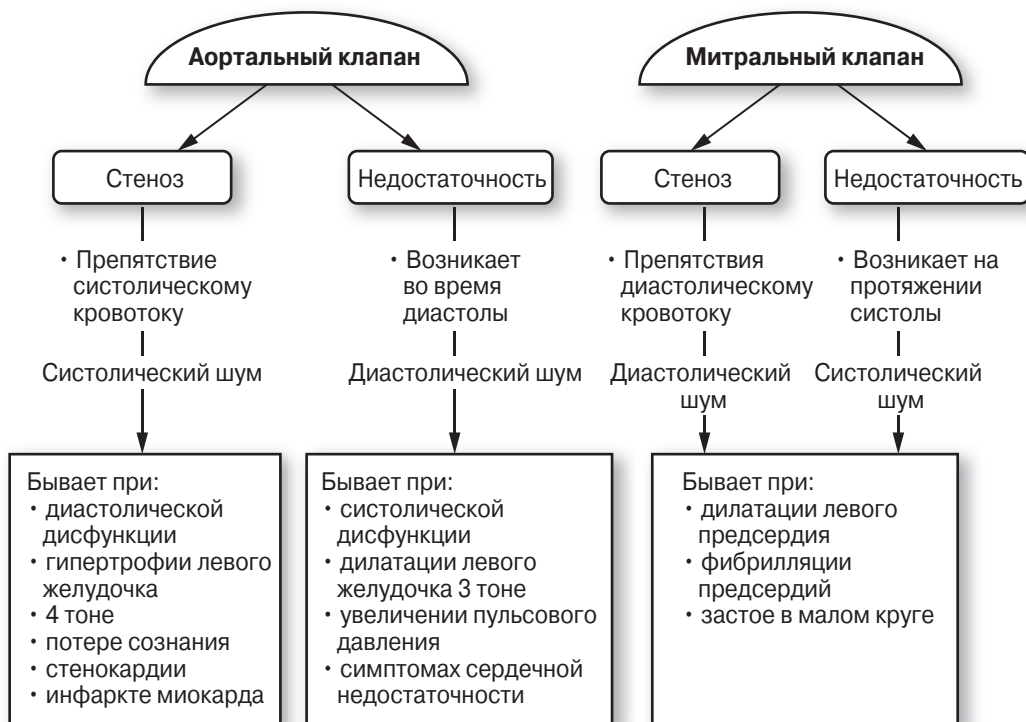 Аортальный клапан
Митральный клапан
Стеноз
Недостаточность
Стеноз
Недостаточность
• Препятствие
систолическому
кровотоку
• Возникает
во время
диастолы
• Препятствия
диастолическому
кровотоку
• Возникает на
протяжении
систолы
Систолический шум
Диастолический шум
Диастолический
шум
Систолический
шум
Бывает при:
• диастолической
дисфункции
• гипертрофии левого
желудочка
• 4 тоне
• потере сознания
• стенокардии
• инфаркте миокарда
Бывает при:
• систолической
дисфункции
• дилатации левого
желудочка 3 тоне
• увеличении пульсового
давления
• симптомах сердечной
недостаточности
Бывает при:
• дилатации левого
предсердия
• фибрилляции
предсердий
• застое в малом круге